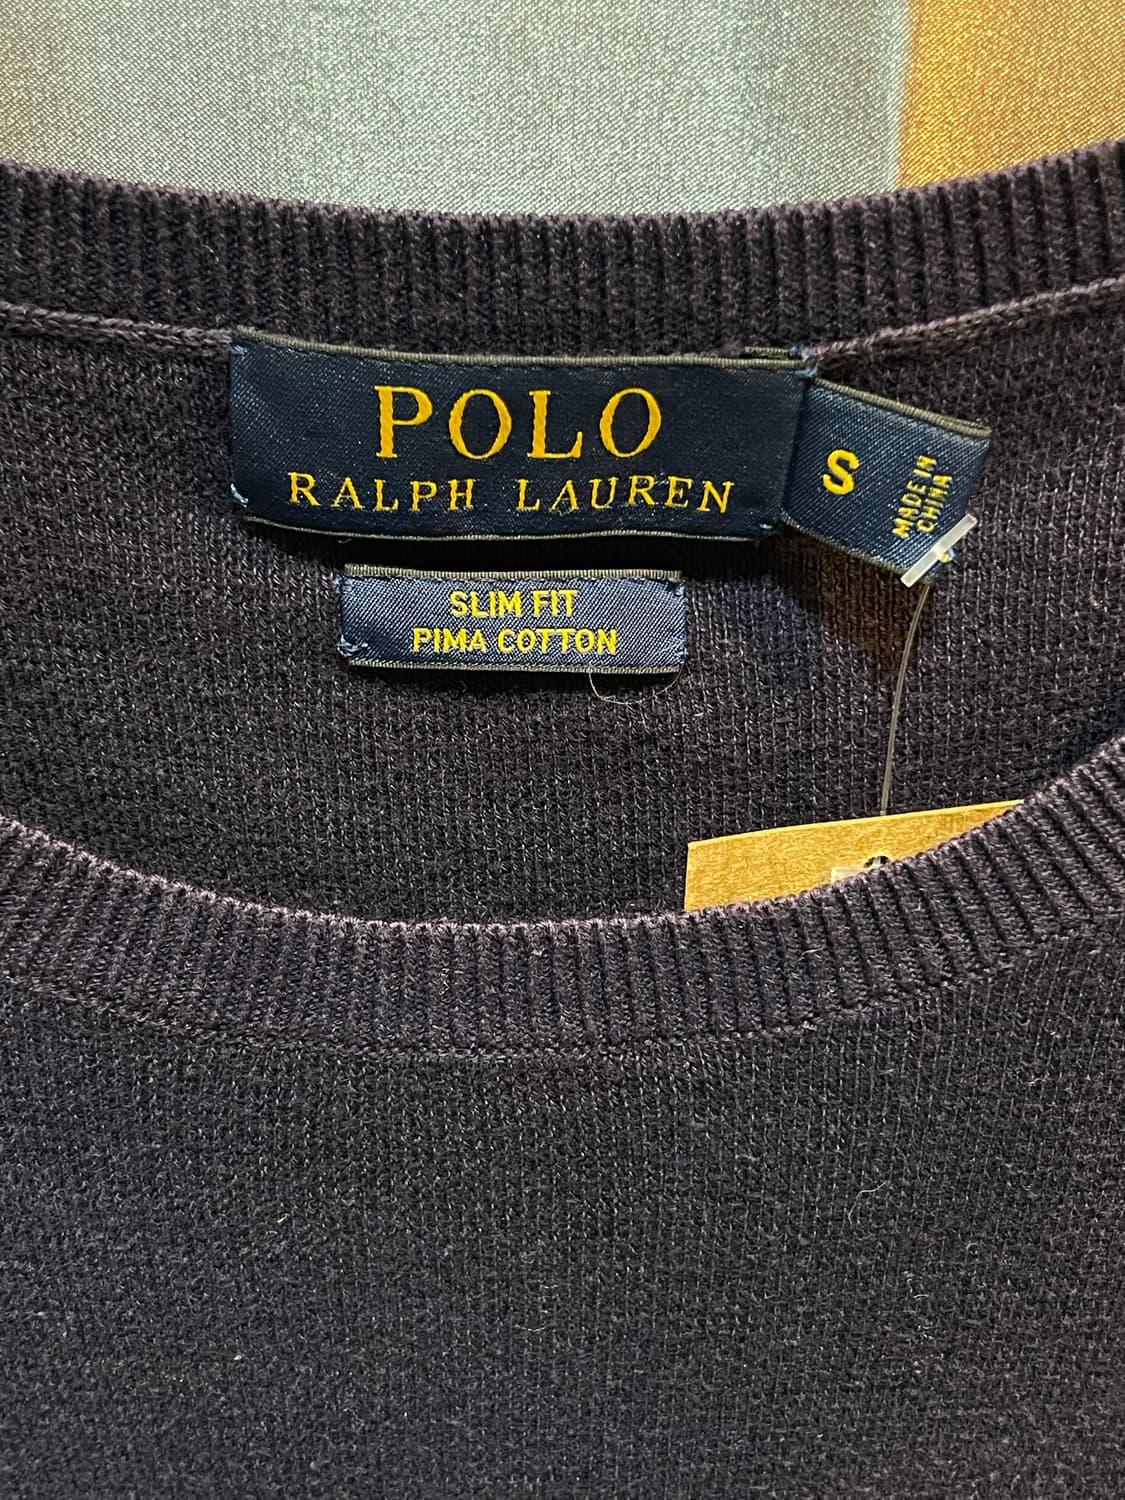 POLO
RALPH LAUREN
S
MADE IN
CHINA
SLIM FIT
PIMA COTTON